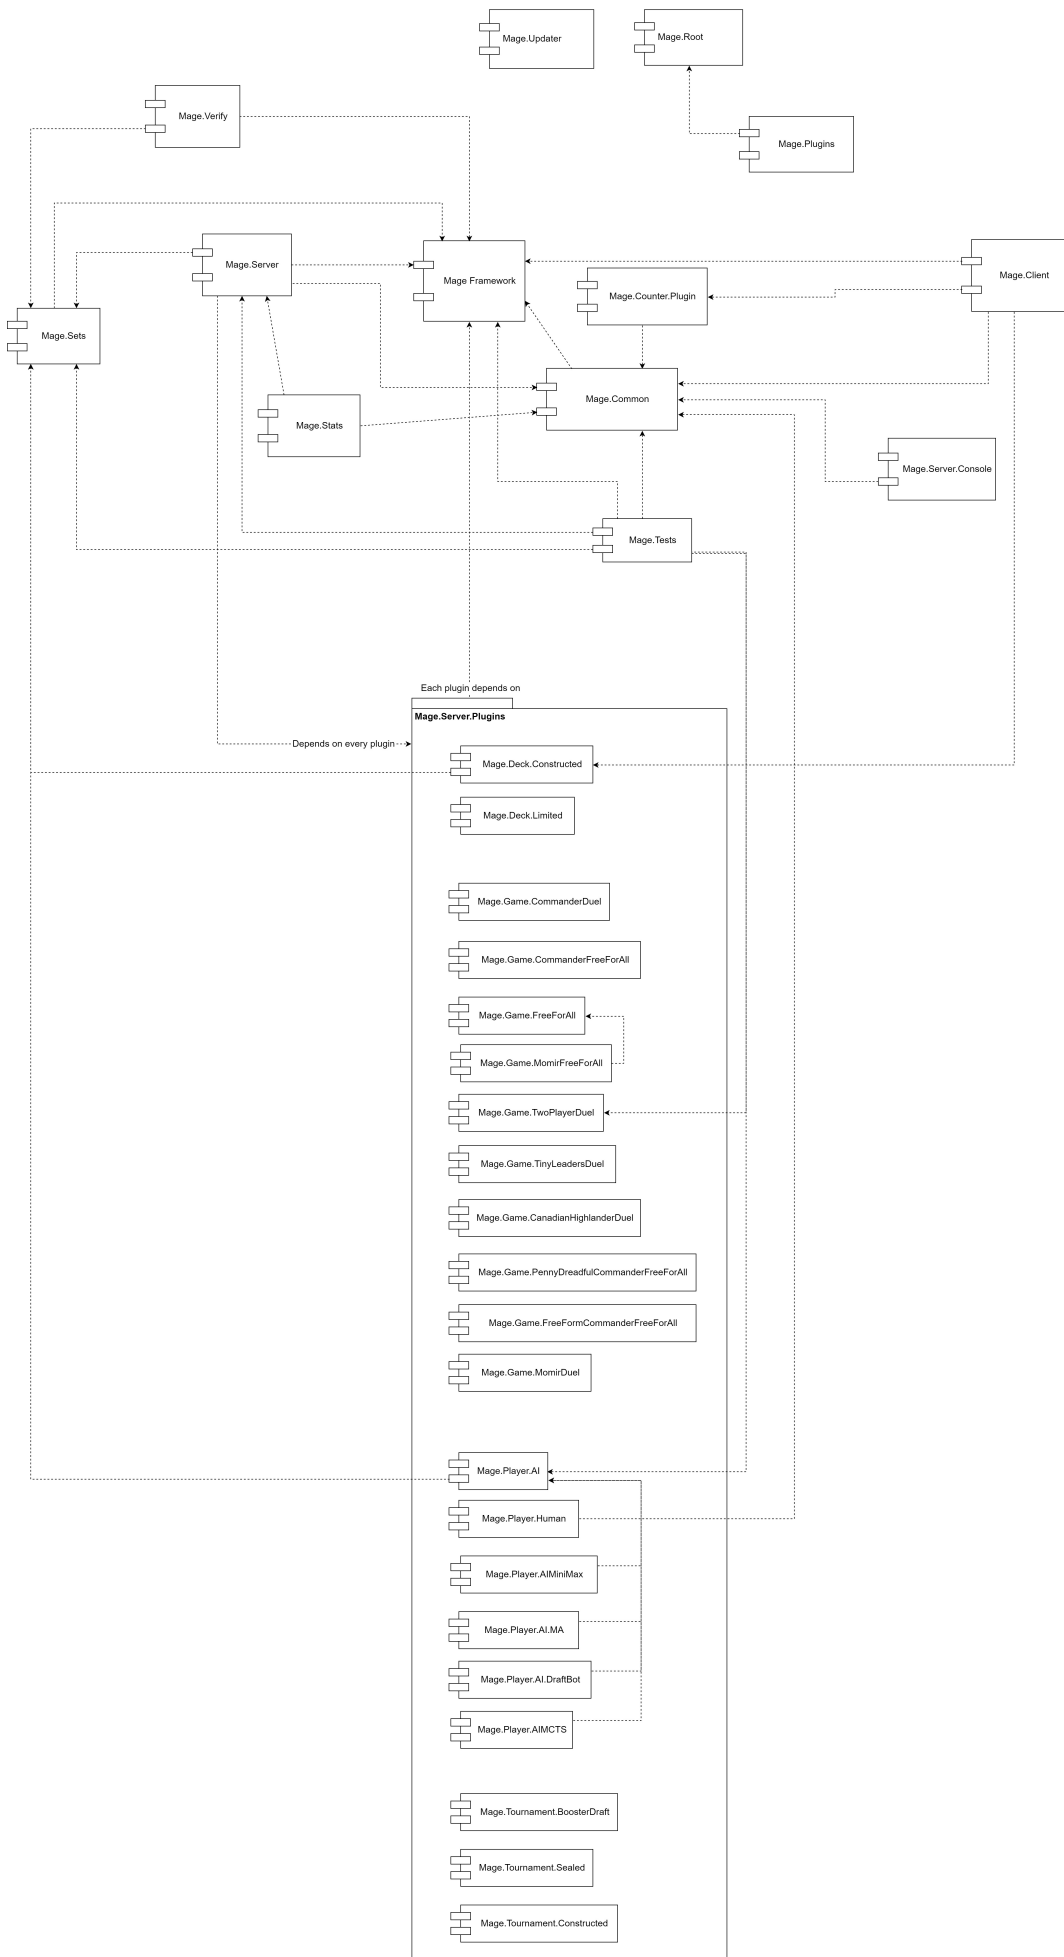 Mage.Updater
Mage.Root
Mage.Verify
Mage.Plugins
Mage.Server
Mage Framework
Mage.Client
Mage.Counter.Plugin
Mage.Sets
Mage.Common
Mage.Stats
Mage.Server.Console
Mage.Tests
Each plugin depends on
Mage.Server.Plugins
Depends on every plugin
Mage.Deck.Constructed
Mage.Deck.Limited
Mage.Game.CommanderDuel
Mage.Game.CommanderFreeForAll
Mage.Game.FreeForAll
Mage.Game.MomirFreeForAll
Mage.Game.TwoPlayerDuel
Mage.Game.TinyLeadersDuel
Mage.Game.CanadianHighlanderDuel
Mage.Game.PennyDreadfulCommanderFreeForAll
Mage.Game.FreeFormCommanderFreeForAll
Mage.Game.MomirDuel
Mage.Player.AI
Mage.Player.Human
Mage.Player.AIMiniMax
Mage.Player.AI.MA
Mage.Player.AI.DraftBot
Mage.Player.AIMCTS
Mage.Tournament.BoosterDraft
Mage.Tournament.Sealed
Mage.Tournament.Constructed